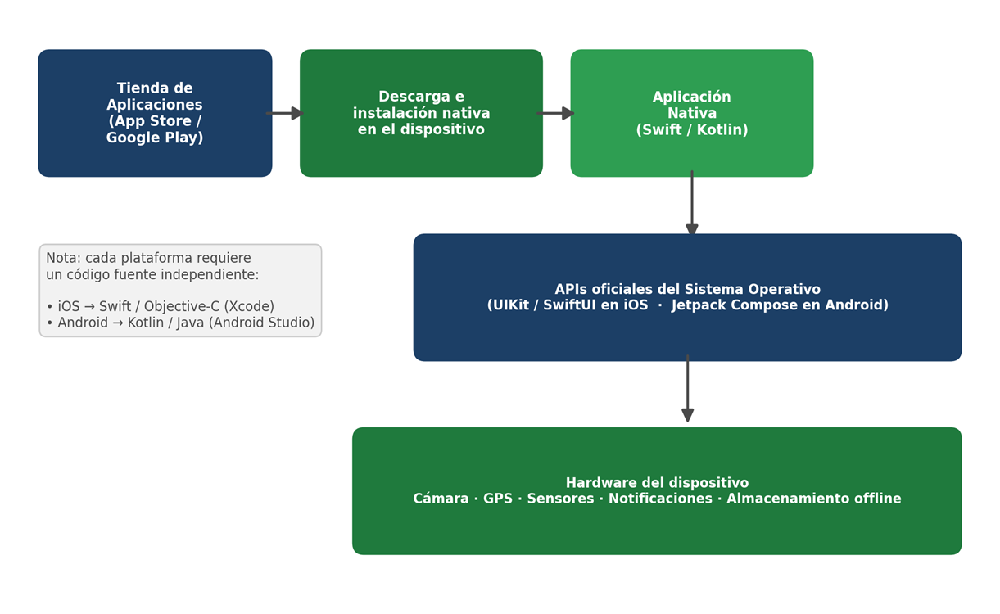 Tienda de
Aplicaciones
(App Store /
Google Play)
Descarga e
instalación nativa
en el dispositivo
Aplicación
Nativa
(Swift / Kotlin)
Nota: cada plataforma requiere
un código fuente independiente:
• iOS → Swift / Objective-C (Xcode)
• Android → Kotlin / Java (Android Studio)
APIs oficiales del Sistema Operativo
(UIKit / SwiftUI en iOS · Jetpack Compose en Android)
Hardware del dispositivo
Cámara · GPS · Sensores · Notificaciones · Almacenamiento offline